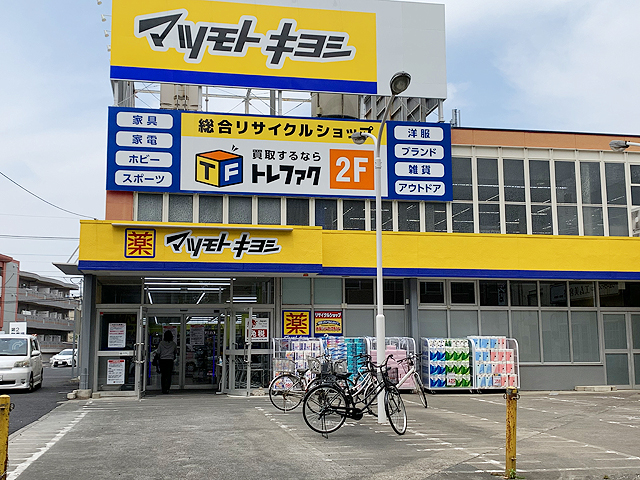 マツモトキヨシ
家具
家電
ホビー
スポーツ
総合リサイクルショップ
TF
買取するなら
トレファク
2F
洋服
ブランド
雑貨
アウトドア
薬
マツモトキヨシ
薬
免税